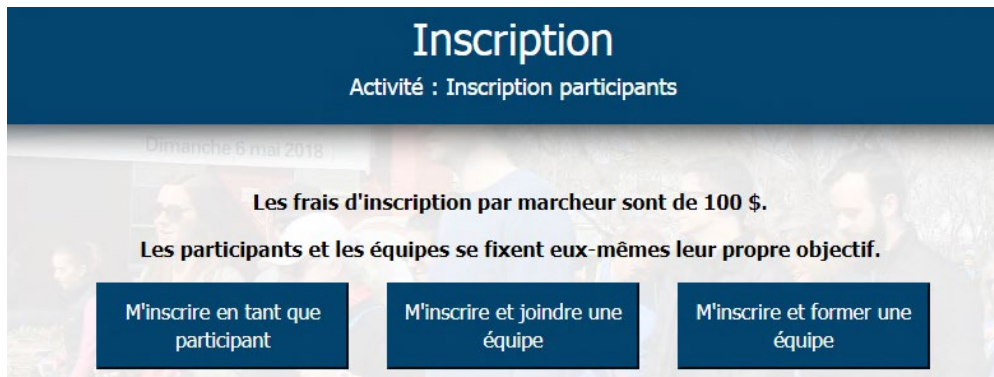 Inscription
Activité : Inscription participants
Dimanche 6 mai 2018
Les frais d'inscription par marcheur sont de 100 $.
Les participants et les équipes se fixent eux-mêmes leur propre objectif.
M'inscrire en tant que
participant
M'inscrire et joindre une
équipe
M'inscrire et former une
équipe